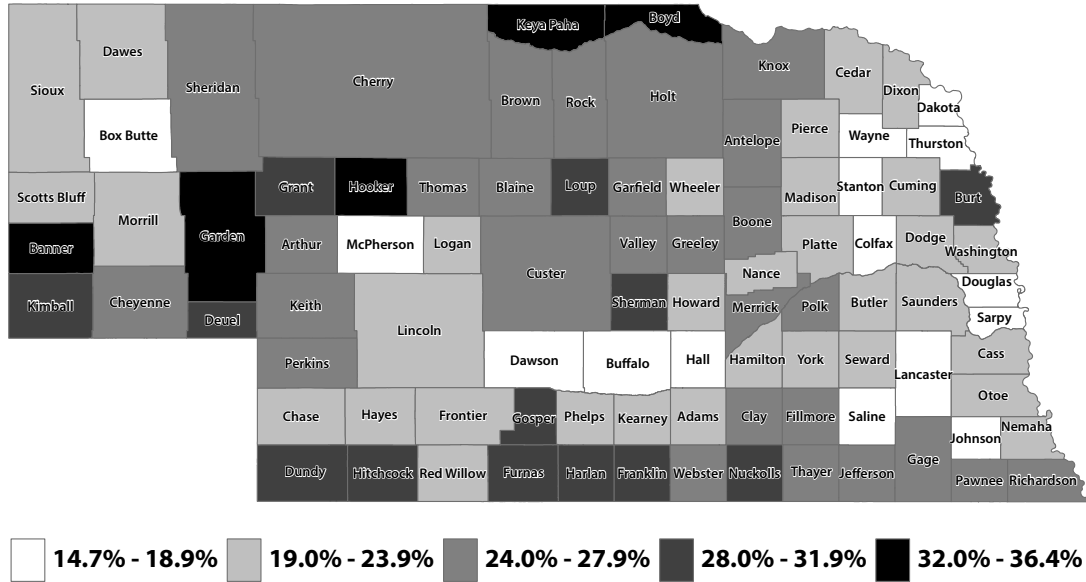 Keya Paha
Boyd
Dawes
Sioux
Sheridan
Cherry
Knox
Cedar
Dixon
Brown
Rock
Holt
Dakota
Box Butte
Antelope
Pierce
Wayne
Thurston
Scotts Bluff
Grant
Hooker
Thomas
Blaine
Loup
Garfield
Wheeler
Madison
Stanton
Cuming
Burt
Morrill
Garden
Boone
Banner
Arthur
McPherson
Logan
Valley
Greeley
Platte
Colfax
Dodge
Washington
Custer
Nance
Douglas
Kimball
Cheyenne
Deuel
Keith
Lincoln
Sherman
Howard
Merrick
Polk
Butler
Saunders
Sarpy
Perkins
Dawson
Buffalo
Hall
Hamilton
York
Seward
Lancaster
Cass
Otoe
Chase
Hayes
Frontier
Gosper
Phelps
Kearney
Adams
Clay
Fillmore
Saline
Johnson
Nemaha
Dundy
Hitchcock
Red Willow
Furnas
Harlan
Franklin
Webster
Nuckolls
Thayer
Jefferson
Gage
Pawnee
Richardson
14.7% - 18.9%
19.0% - 23.9%
24.0% - 27.9%
28.0% - 31.9%
32.0% - 36.4%